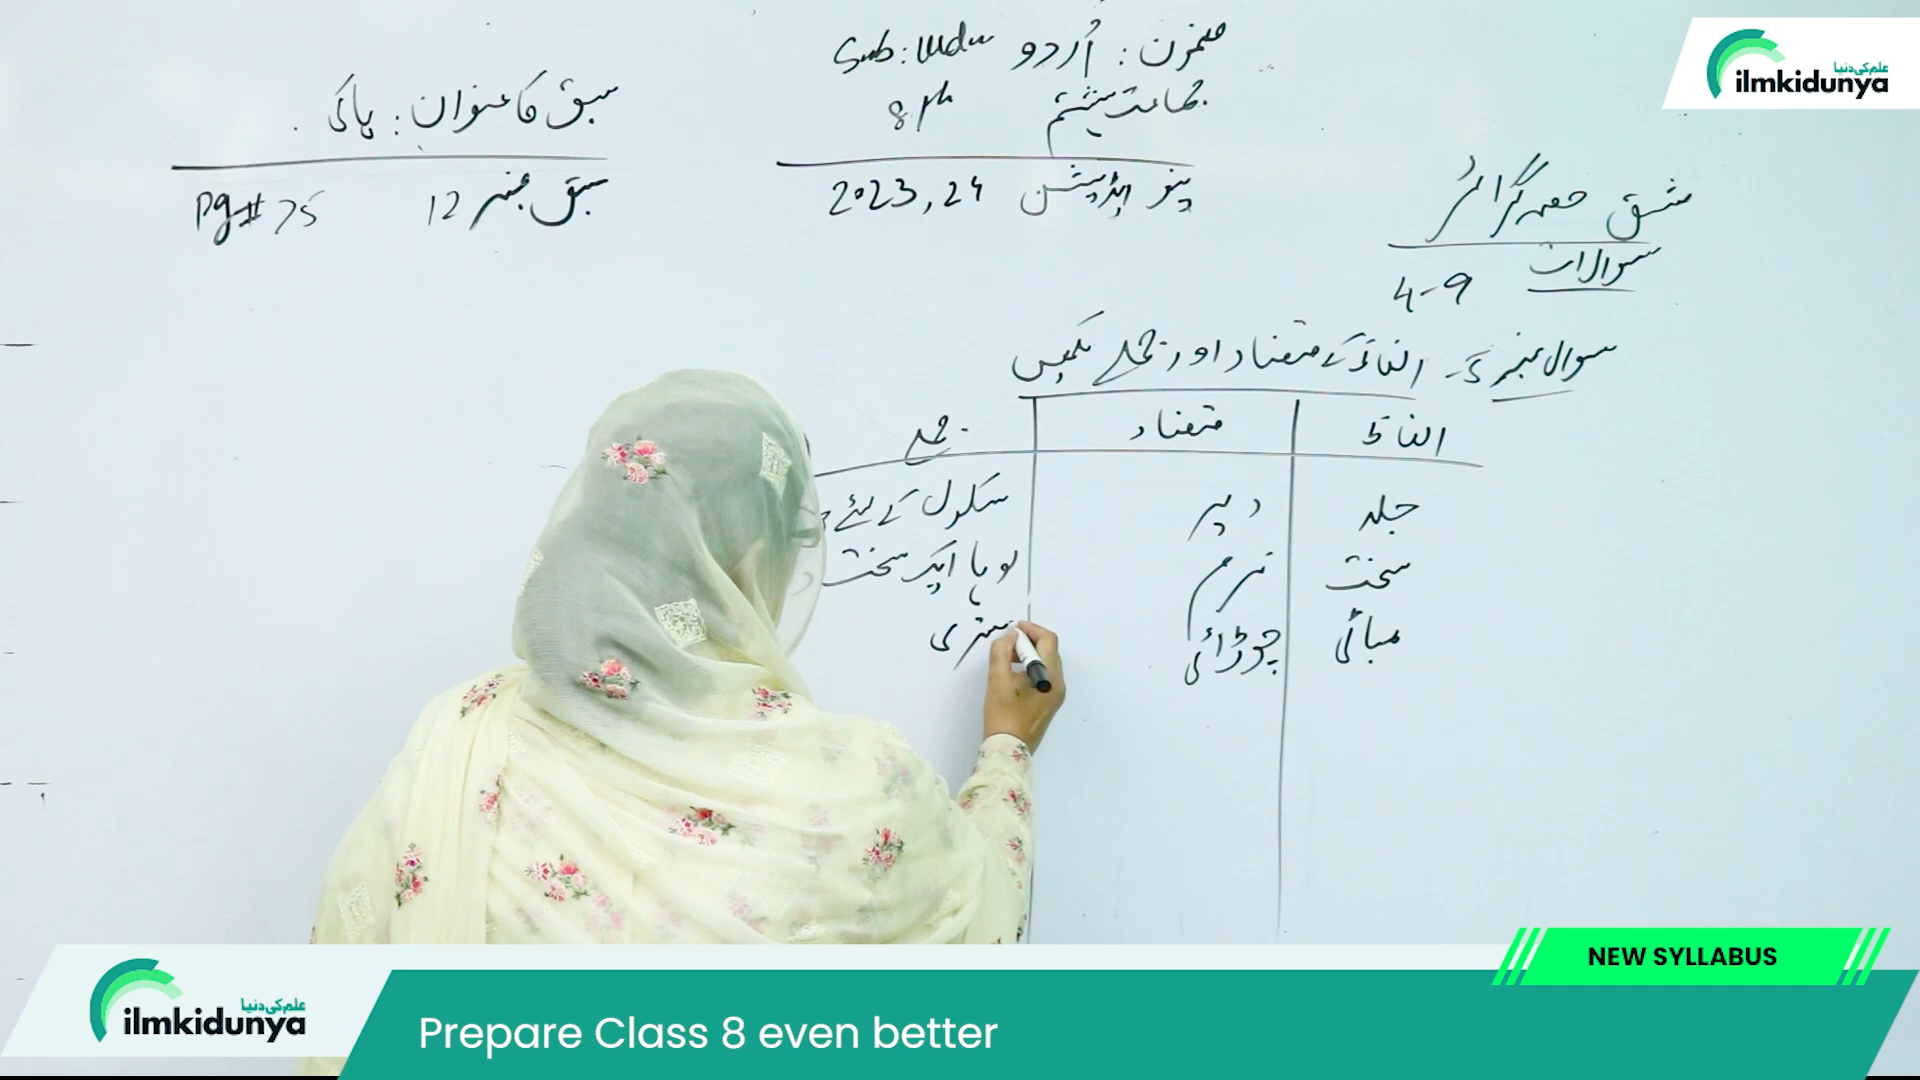 مضمون: اُردو Sub: Urdu
جماعت ہشتم 8th
نیو ایڈیشن 2023,24
سبق کا عنوان: ہاکی
سبق نمبر 12 Pg# 75
مشق حصہ گرائمر
سوالات 4-9
سوال نمبر 5۔ الفاظ کے متضاد اور جملے لکھیں
الفاظ متضاد جملے
جلد دیر سکول کے لئے
سخت نرم لوہا ایک سخت
لمبائی چوڑائی
علم کی دنیا
ilmkidunya
NEW SYLLABUS
علم کی دنیا
ilmkidunya
Prepare Class 8 even better